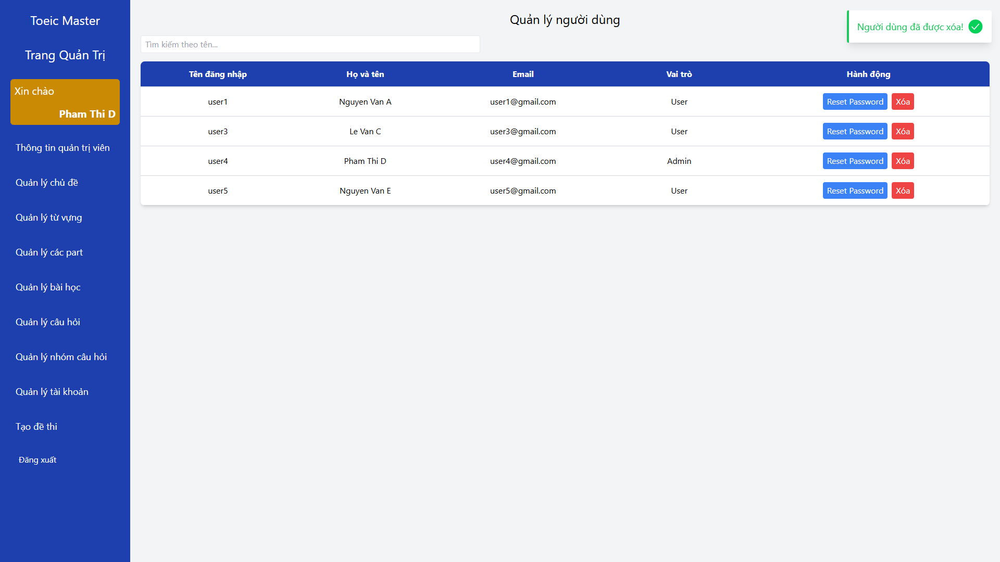 Toeic Master
Trang Quản Trị
Xin chào
Pham Thi D
Thông tin quản trị viên
Quản lý chủ đề
Quản lý từ vựng
Quản lý các part
Quản lý bài học
Quản lý câu hỏi
Quản lý nhóm câu hỏi
Quản lý tài khoản
Tạo đề thi
Đăng xuất
Quản lý người dùng
Người dùng đã được xóa!
Tìm kiếm theo tên...
Tên đăng nhập Họ và tên Email Vai trò Hành động
user1 Nguyen Van A user1@gmail.com User Reset Password Xóa
user3 Le Van C user3@gmail.com User Reset Password Xóa
user4 Pham Thi D user4@gmail.com Admin Reset Password Xóa
user5 Nguyen Van E user5@gmail.com User Reset Password Xóa